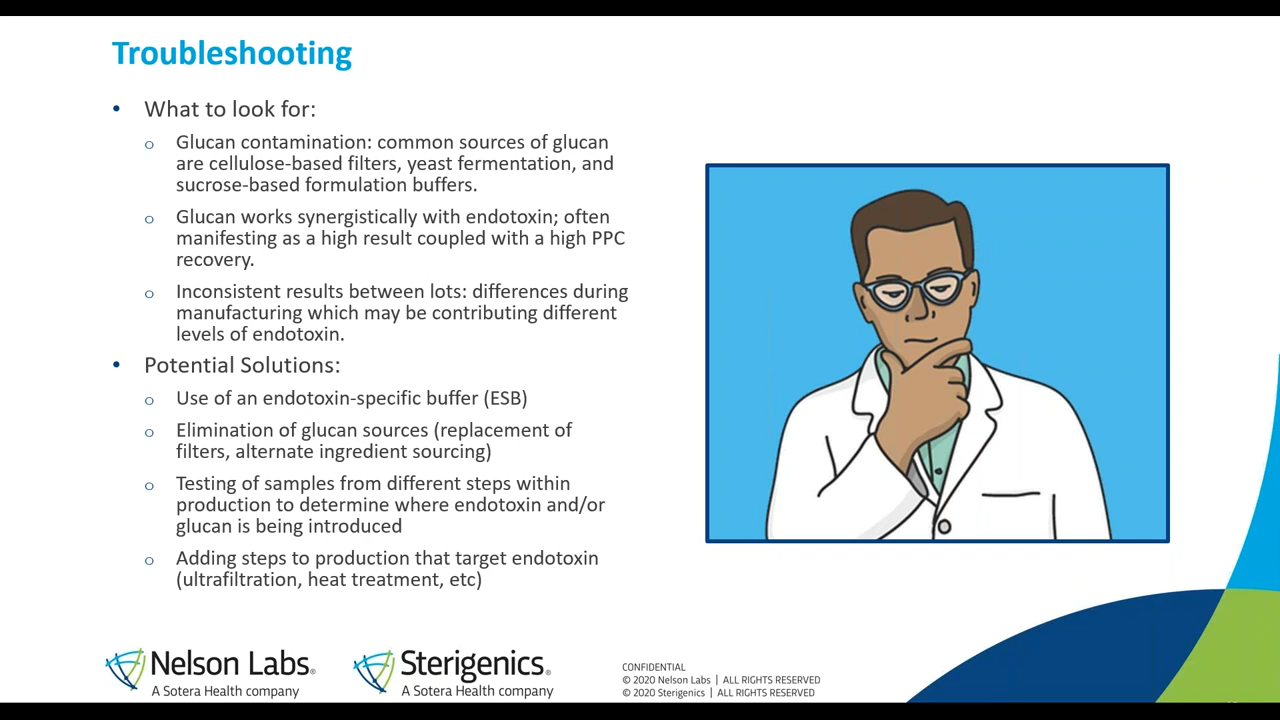 Troubleshooting
• What to look for:
o Glucan contamination: common sources of glucan
are cellulose-based filters, yeast fermentation, and
sucrose-based formulation buffers.
o Glucan works synergistically with endotoxin; often
manifesting as a high result coupled with a high PPC
recovery.
o Inconsistent results between lots: differences during
manufacturing which may be contributing different
levels of endotoxin.
• Potential Solutions:
o Use of an endotoxin-specific buffer (ESB)
o Elimination of glucan sources (replacement of
filters, alternate ingredient sourcing)
o Testing of samples from different steps within
production to determine where endotoxin and/or
glucan is being introduced
o Adding steps to production that target endotoxin
(ultrafiltration, heat treatment, etc)
Nelson Labs®
A Sotera Health company
Sterigenics®
A Sotera Health company
CONFIDENTIAL
© 2020 Nelson Labs | ALL RIGHTS RESERVED
© 2020 Sterigenics | ALL RIGHTS RESERVED